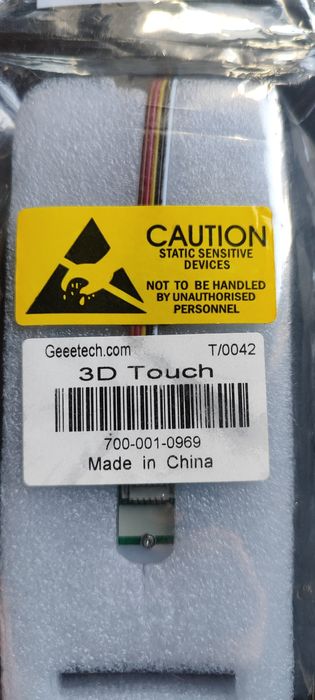 CAUTION
STATIC SENSITIVE
DEVICES
NOT TO BE HANDLED
BY UNAUTHORISED
PERSONNEL
Geeetech.com T/0042
3D Touch
700-001-0969
Made in China